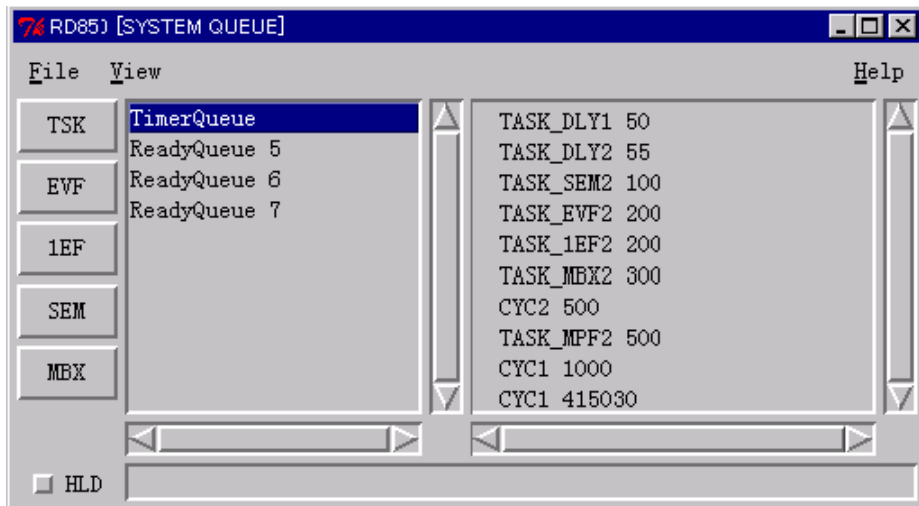 RD85J [SYSTEM QUEUE]
File View Help
TSK
EVF
1EF
SEM
MBX
TimerQueue
ReadyQueue 5
ReadyQueue 6
ReadyQueue 7
TASK_DLY1 50
TASK_DLY2 55
TASK_SEM2 100
TASK_EVF2 200
TASK_1EF2 200
TASK_MBX2 300
CYC2 500
TASK_MPF2 500
CYC1 1000
CYC1 415030
HLD